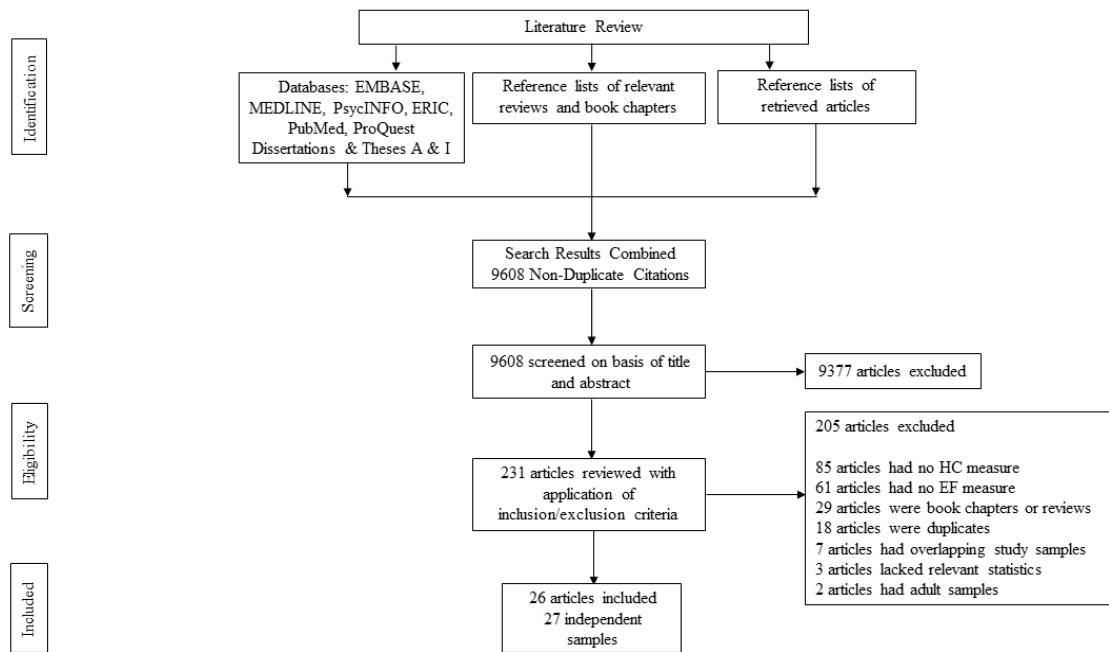 Literature Review
Identification
Databases: EMBASE,
MEDLINE, PsycINFO, ERIC,
PubMed, ProQuest
Dissertations & Theses A & I
Reference lists of relevant
reviews and book chapters
Reference lists of
retrieved articles
Screening
Search Results Combined
9608 Non-Duplicate Citations
9608 screened on basis of title
and abstract
9377 articles excluded
Eligibility
231 articles reviewed with
application of
inclusion/exclusion criteria
205 articles excluded
85 articles had no HC measure
61 articles had no EF measure
29 articles were book chapters or reviews
18 articles were duplicates
7 articles had overlapping study samples
3 articles lacked relevant statistics
2 articles had adult samples
Included
26 articles included
27 independent
samples